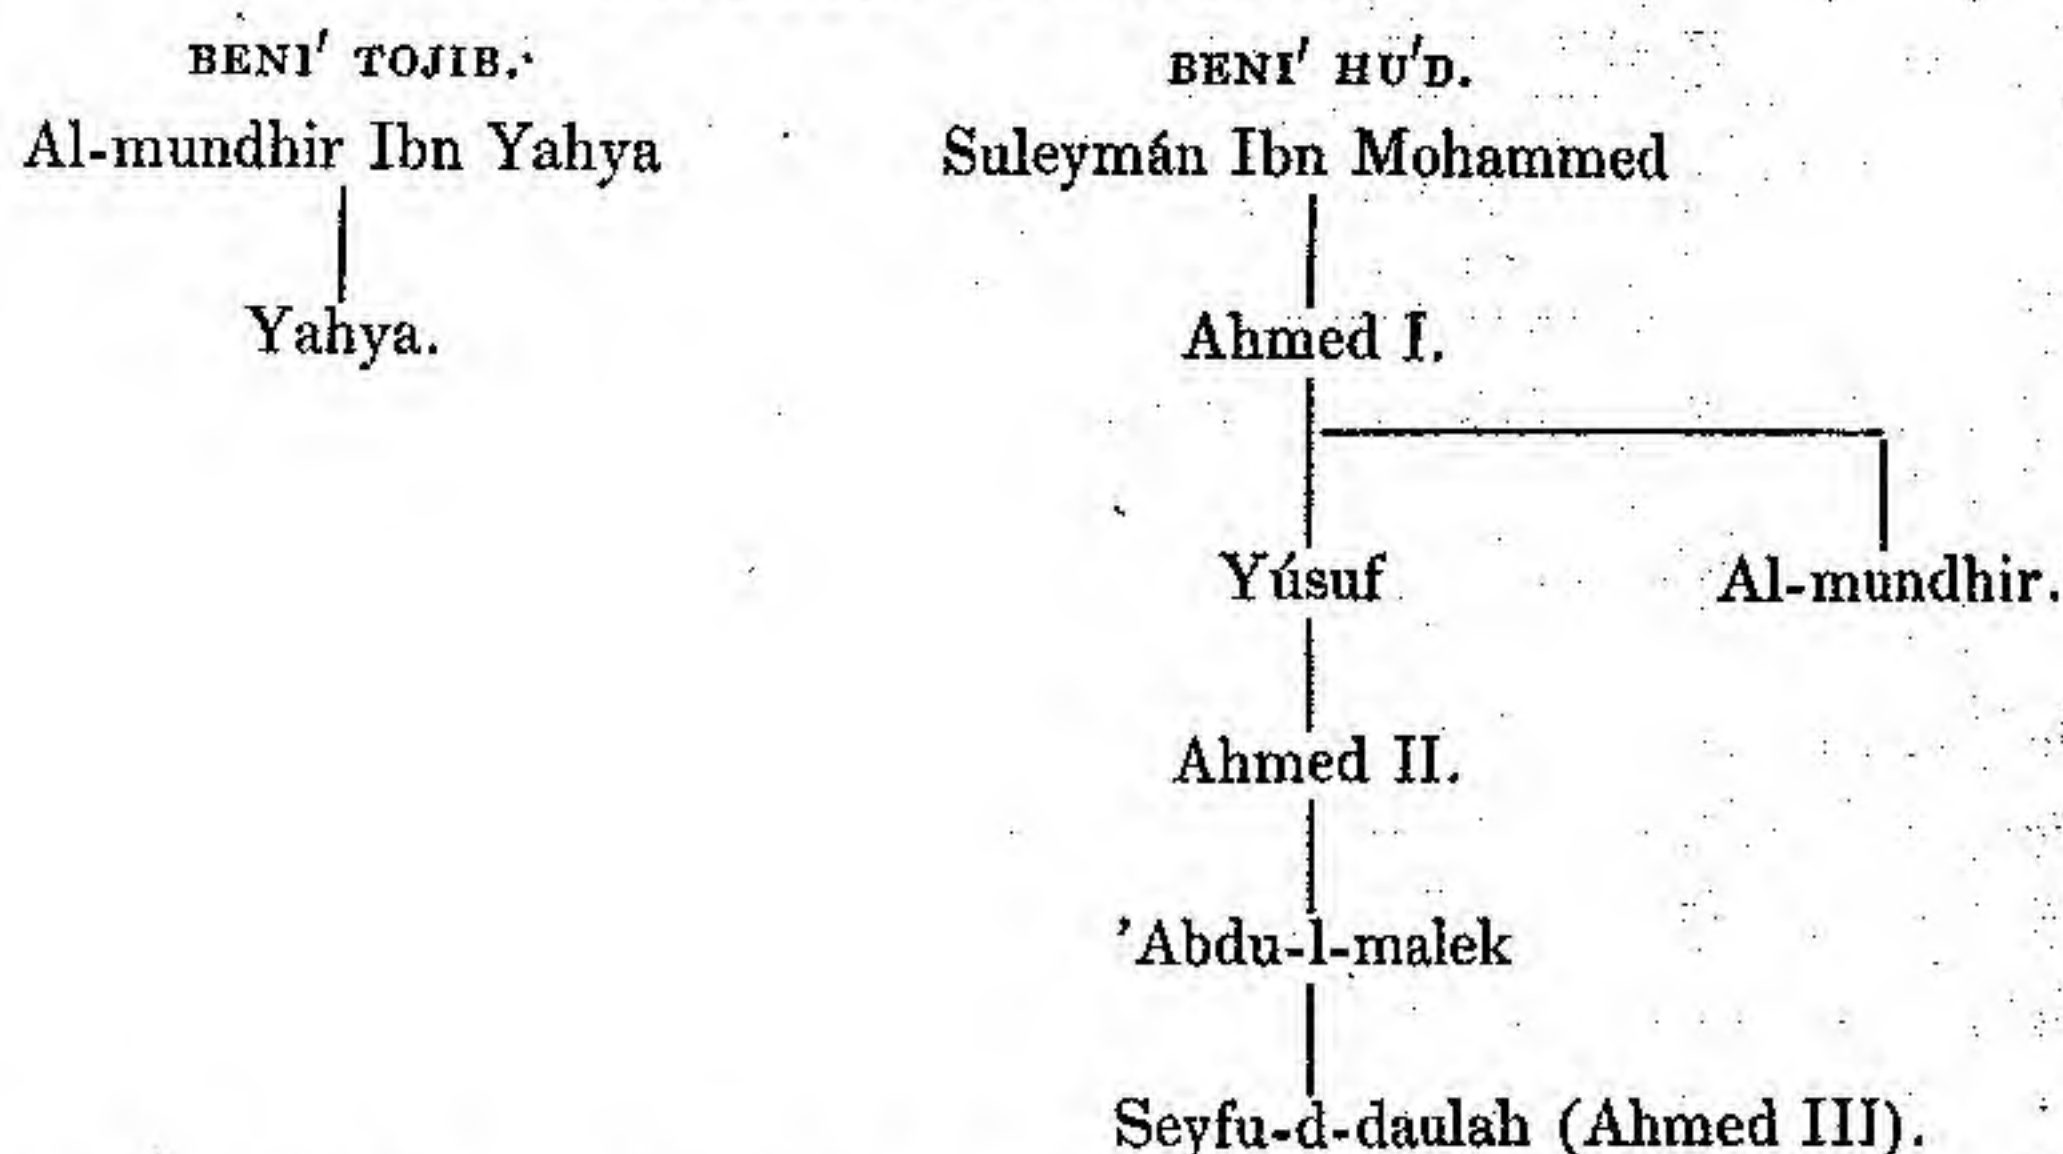 BENI' TOJIB.
Al-mundhir Ibn Yahya
Yahya.
BENI' HU'D.
Suleymán Ibn Mohammed
Ahmed I.
Yúsuf
Al-mundhir.
Ahmed II.
’Abdu-l-malek
Seyfu-d-daulah (Ahmed III).